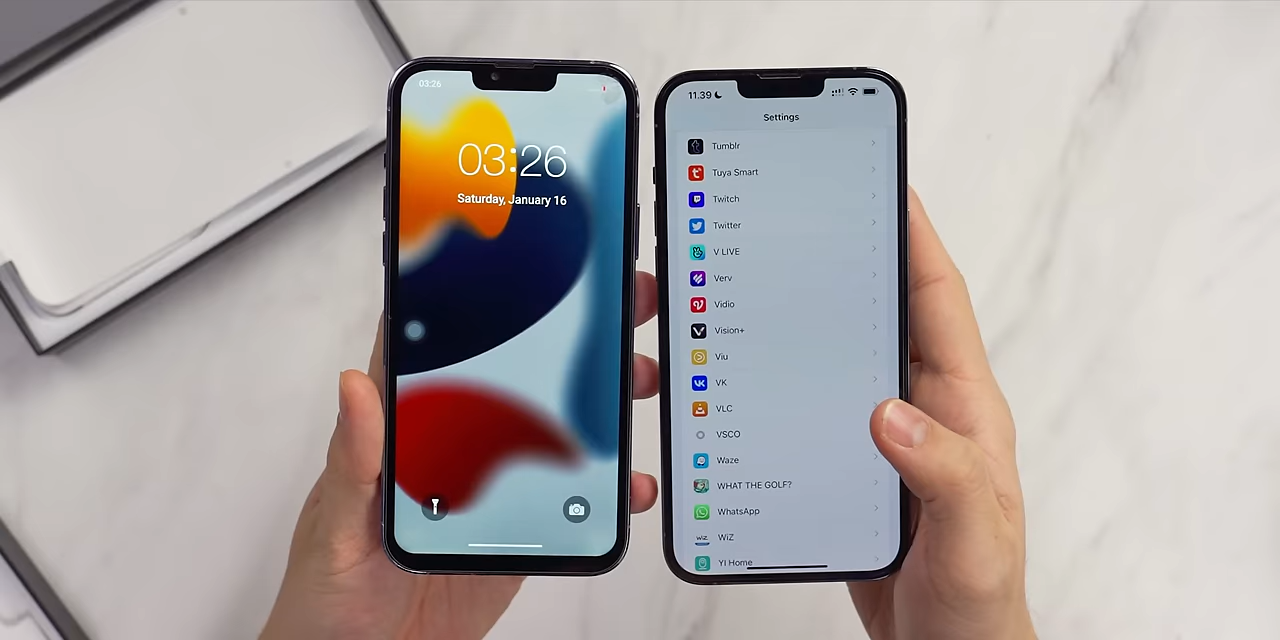 03:26
03:26
Saturday, January 16
11.39
Settings
Tumblr
Tuya Smart
Twitch
Twitter
V LIVE
Verv
Vidio
Vision+
Viu
VK
VLC
VSCO
Waze
WHAT THE GOLF?
WhatsApp
WiZ
YI Home